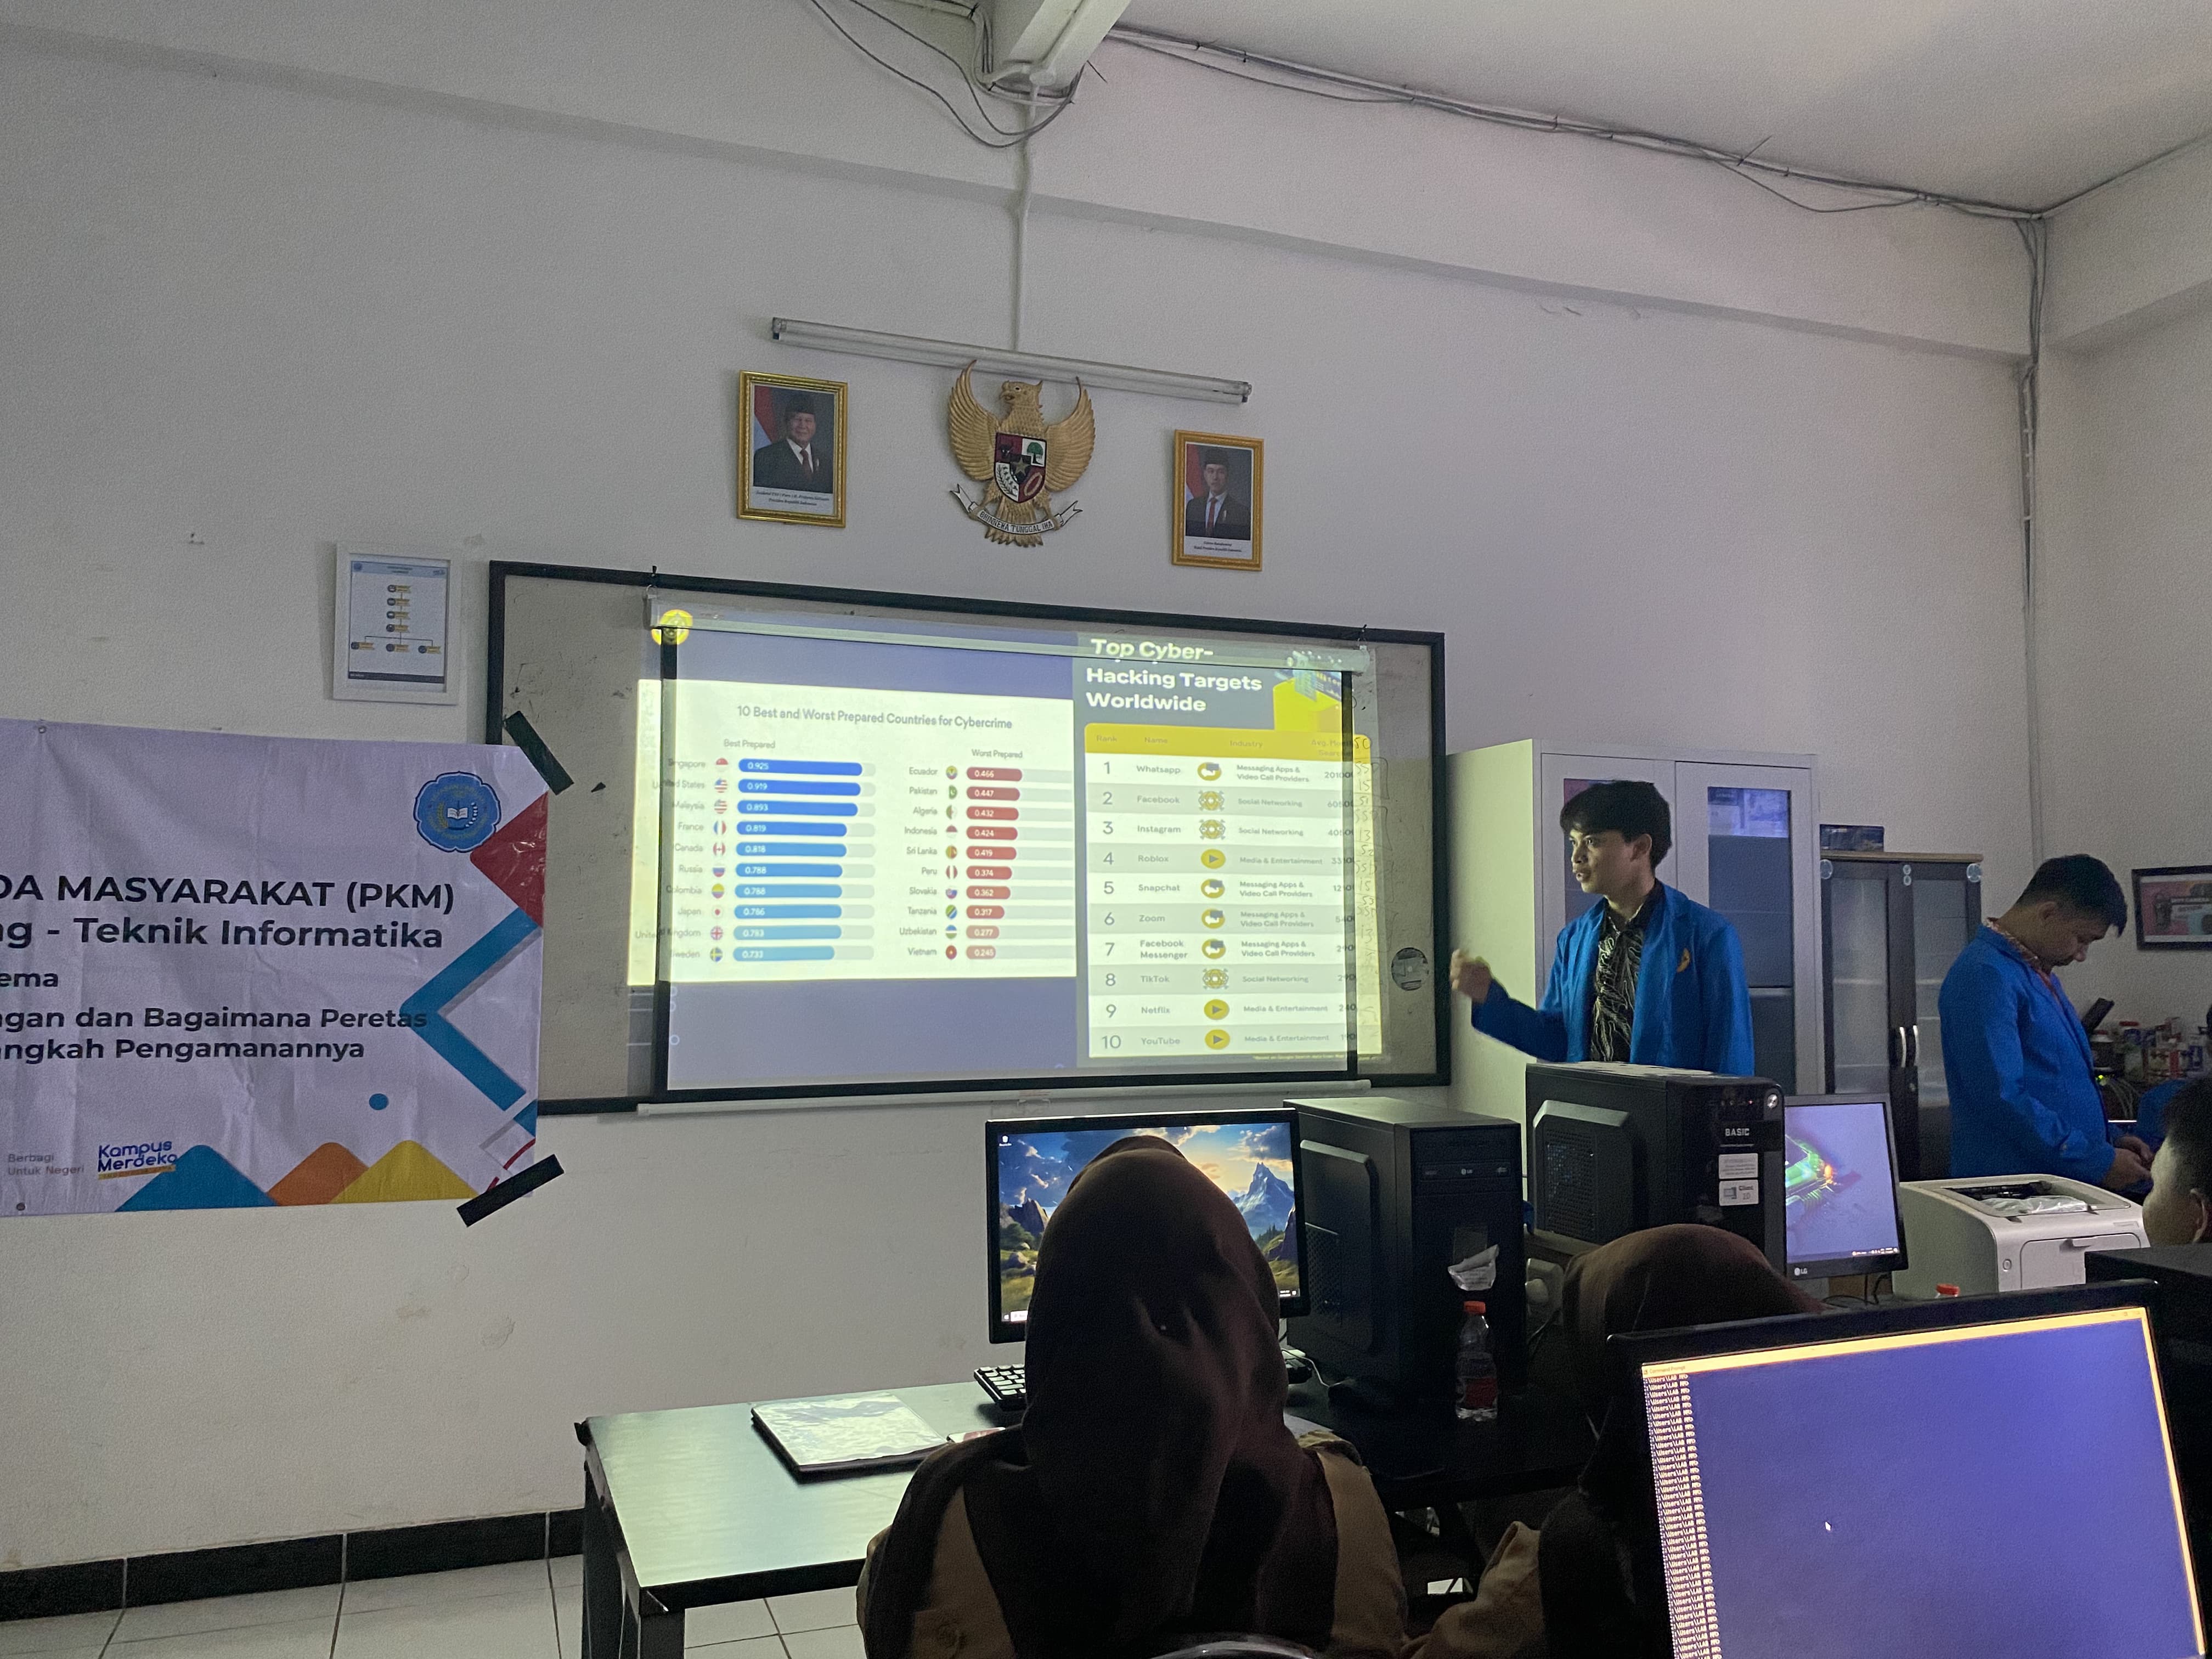 BHINNEKA TUNGGAL IKA
DA MASYARAKAT (PKM)
ng - Teknik Informatika
ema
ngan dan Bagaimana Peretas
angkah Pengamanannya
Berbagi
Untuk Negeri
Kampus
Merdeka
10 Best and Worst Prepared Countries for Cybercrime
Best Prepared
Singapore 0.925
United States 0.919
Malaysia 0.893
France 0.819
Canada 0.818
Russia 0.788
Colombia 0.768
Japan 0.786
United Kingdom 0.783
Sweden 0.733
Worst Prepared
Ecuador 0.466
Pakistan 0.447
Algeria 0.432
Indonesia 0.424
Sri Lanka 0.419
Peru 0.374
Slovakia 0.362
Tanzania 0.317
Uzbekistan 0.277
Vietnam 0.245
Top Cyber-
Hacking Targets
Worldwide
Rank Name Industry
1 Whatsapp Messaging Apps &
Video Call Providers
2 Facebook Social Networking
3 Instagram Social Networking
4 Roblox Media & Entertainment
5 Snapchat Messaging Apps &
Video Call Providers
6 Zoom Messaging Apps &
Video Call Providers
7 Facebook
Messenger Messaging Apps &
Video Call Providers
8 TikTok Social Networking
9 Netflix Media & Entertainment
10 YouTube Media & Entertainment
BASIC
LG
LG
Command Prompt